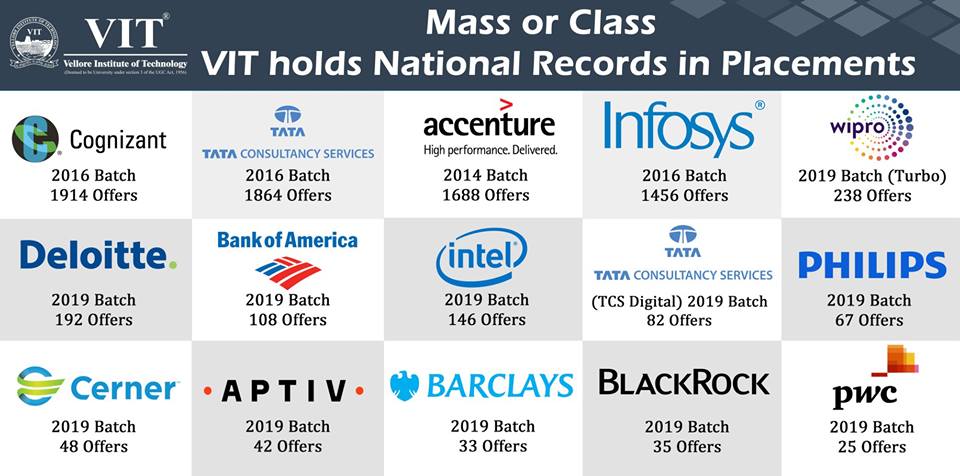 VIT®
Vellore Institute of Technology
(Deemed to be University under section 3 of the UGC Act, 1956)
Mass or Class
VIT holds National Records in Placements
Cognizant
2016 Batch
1914 Offers
TATA
TATA CONSULTANCY SERVICES
2016 Batch
1864 Offers
accenture
High performance. Delivered.
2014 Batch
1688 Offers
Infosys®
2016 Batch
1456 Offers
wipro
2019 Batch (Turbo)
238 Offers
Deloitte.
2019 Batch
192 Offers
Bank of America
2019 Batch
108 Offers
intel®
2019 Batch
146 Offers
TATA
TATA CONSULTANCY SERVICES
(TCS Digital) 2019 Batch
82 Offers
PHILIPS
2019 Batch
67 Offers
Cerner
2019 Batch
48 Offers
• APTIV •
2019 Batch
42 Offers
BARCLAYS
2019 Batch
33 Offers
BLACKROCK
2019 Batch
35 Offers
pwc
2019 Batch
25 Offers